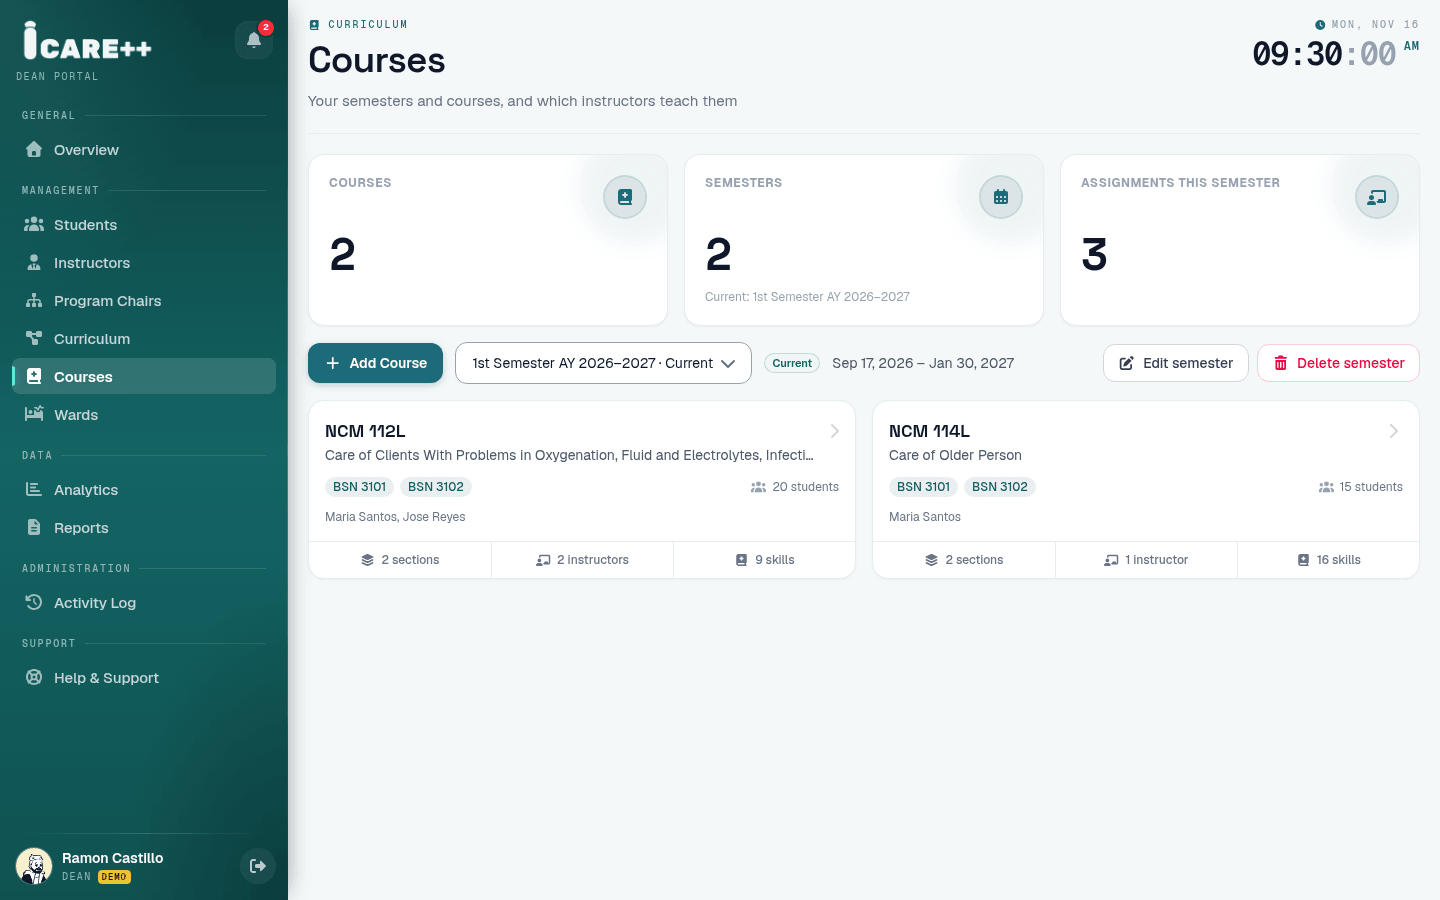 iCARE++
2
DEAN PORTAL
GENERAL
Overview
MANAGEMENT
Students
Instructors
Program Chairs
Curriculum
Courses
Wards
DATA
Analytics
Reports
ADMINISTRATION
Activity Log
SUPPORT
Help & Support
Ramon Castillo
DEAN DEMO
CURRICULUM
Courses
Your semesters and courses, and which instructors teach them
MON, NOV 16
09:30:00 AM
COURSES
2
SEMESTERS
2
Current: 1st Semester AY 2026–2027
ASSIGNMENTS THIS SEMESTER
3
Add Course
1st Semester AY 2026–2027 · Current
Current
Sep 17, 2026 – Jan 30, 2027
Edit semester
Delete semester
NCM 112L
Care of Clients With Problems in Oxygenation, Fluid and Electrolytes, Infecti...
BSN 3101 BSN 3102
20 students
Maria Santos, Jose Reyes
2 sections
2 instructors
9 skills
NCM 114L
Care of Older Person
BSN 3101 BSN 3102
15 students
Maria Santos
2 sections
1 instructor
16 skills